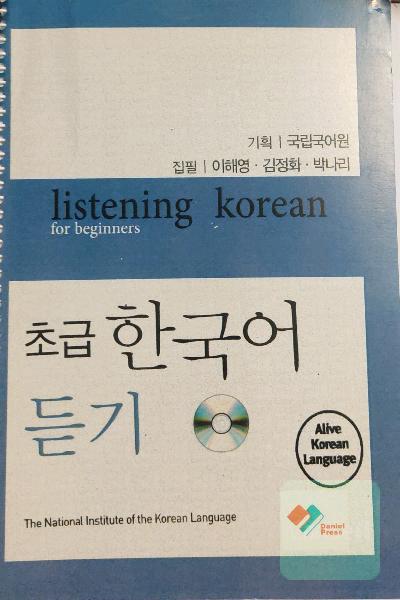 기획 | 국립국어원
집필 | 이해영 · 김정화 · 박나리
listening korean
for beginners
초급 한국어
듣기
Alive
Korean
Language
The National Institute of the Korean Language
Daniel
Press